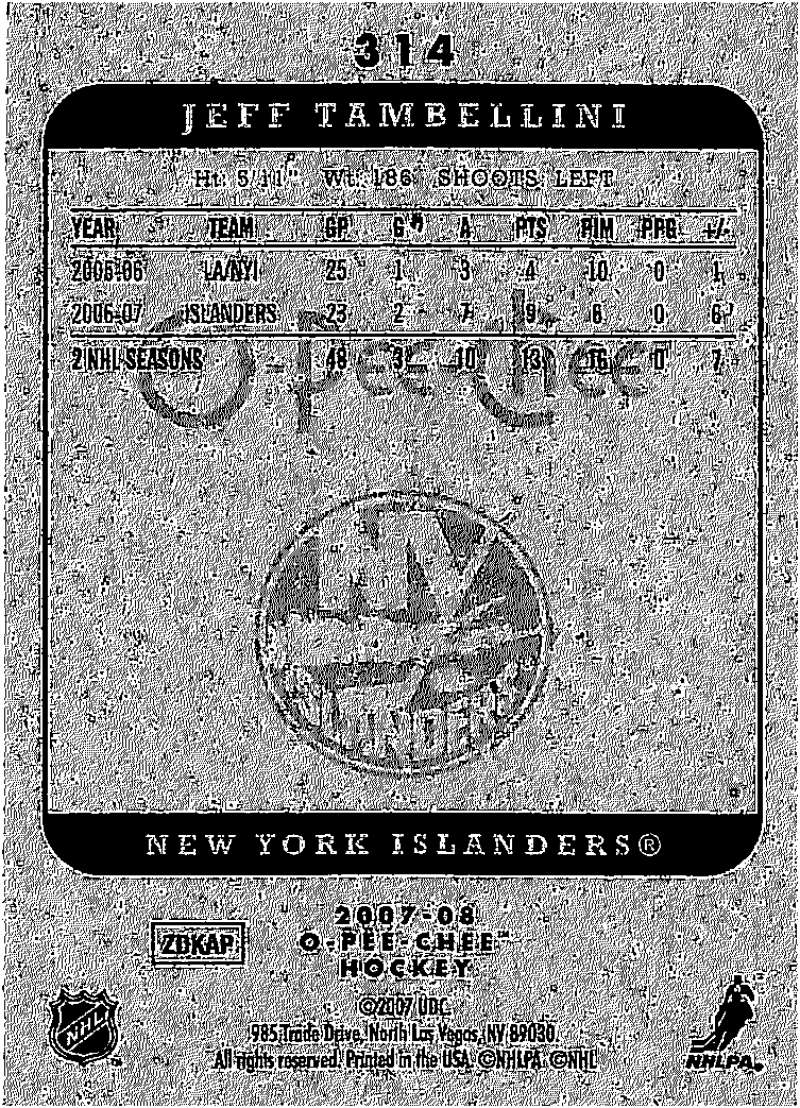 314
JEFF TAMBELLINI
Ht. 5'11" Wt. 186 SHOOTS: LEFT
YEAR TEAM GP G A PTS PIM PPG +/-
2005-06 LA/NYI 25 1 3 4 10 0 1
2006-07 ISLANDERS 23 2 7 9 6 0 6
2 NHL SEASONS 48 3 10 13 16 0 7
O-Pee-Chee
NY
ISLANDERS
NEW YORK ISLANDERS®
2007-08
ZDKAP
O-PEE-CHEE™
HOCKEY
©2007 UDC.
985 Trade Drive, North Las Vegas, NV 89030.
All rights reserved. Printed in the USA. ©NHLPA. ©NHL
NHL
NHLPA